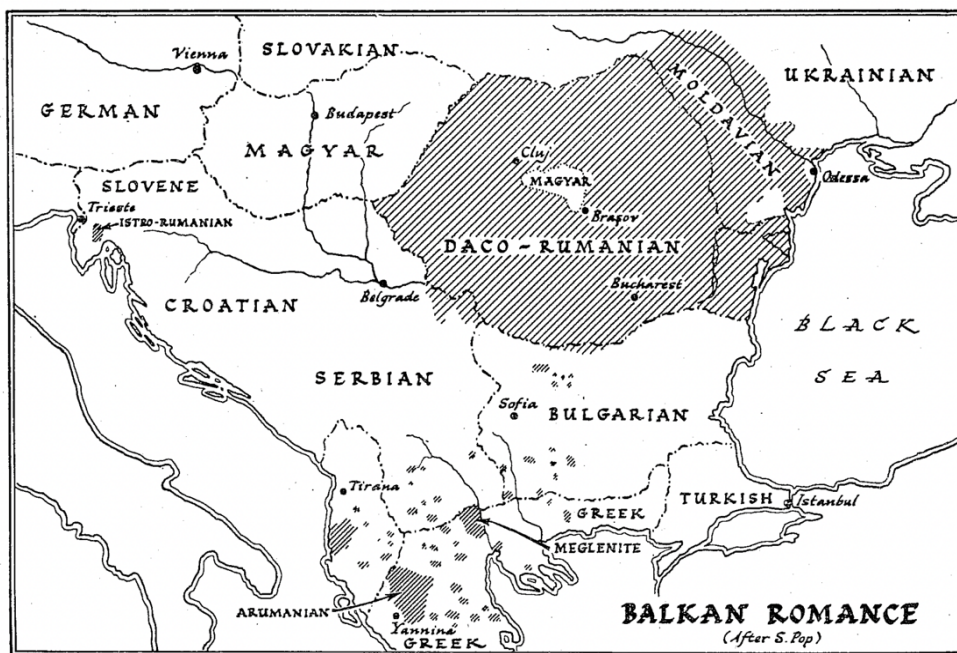 Vienna
SLOVAKIAN
UKRAINIAN
GERMAN
Budapest
MAGYAR
MOLDAVIAN
Cluj
MAGYAR
Odessa
SLOVENE
Trieste
ISTRO-RUMANIAN
Braşov
DACO-RUMANIAN
CROATIAN
Belgrade
Bucharest
BLACK
SEA
SERBIAN
Sofia
BULGARIAN
Tirana
TURKISH
Istanbul
GREEK
MEGLENITE
ARUMANIAN
Yannina
GREEK
BALKAN ROMANCE
(After S. Pop)